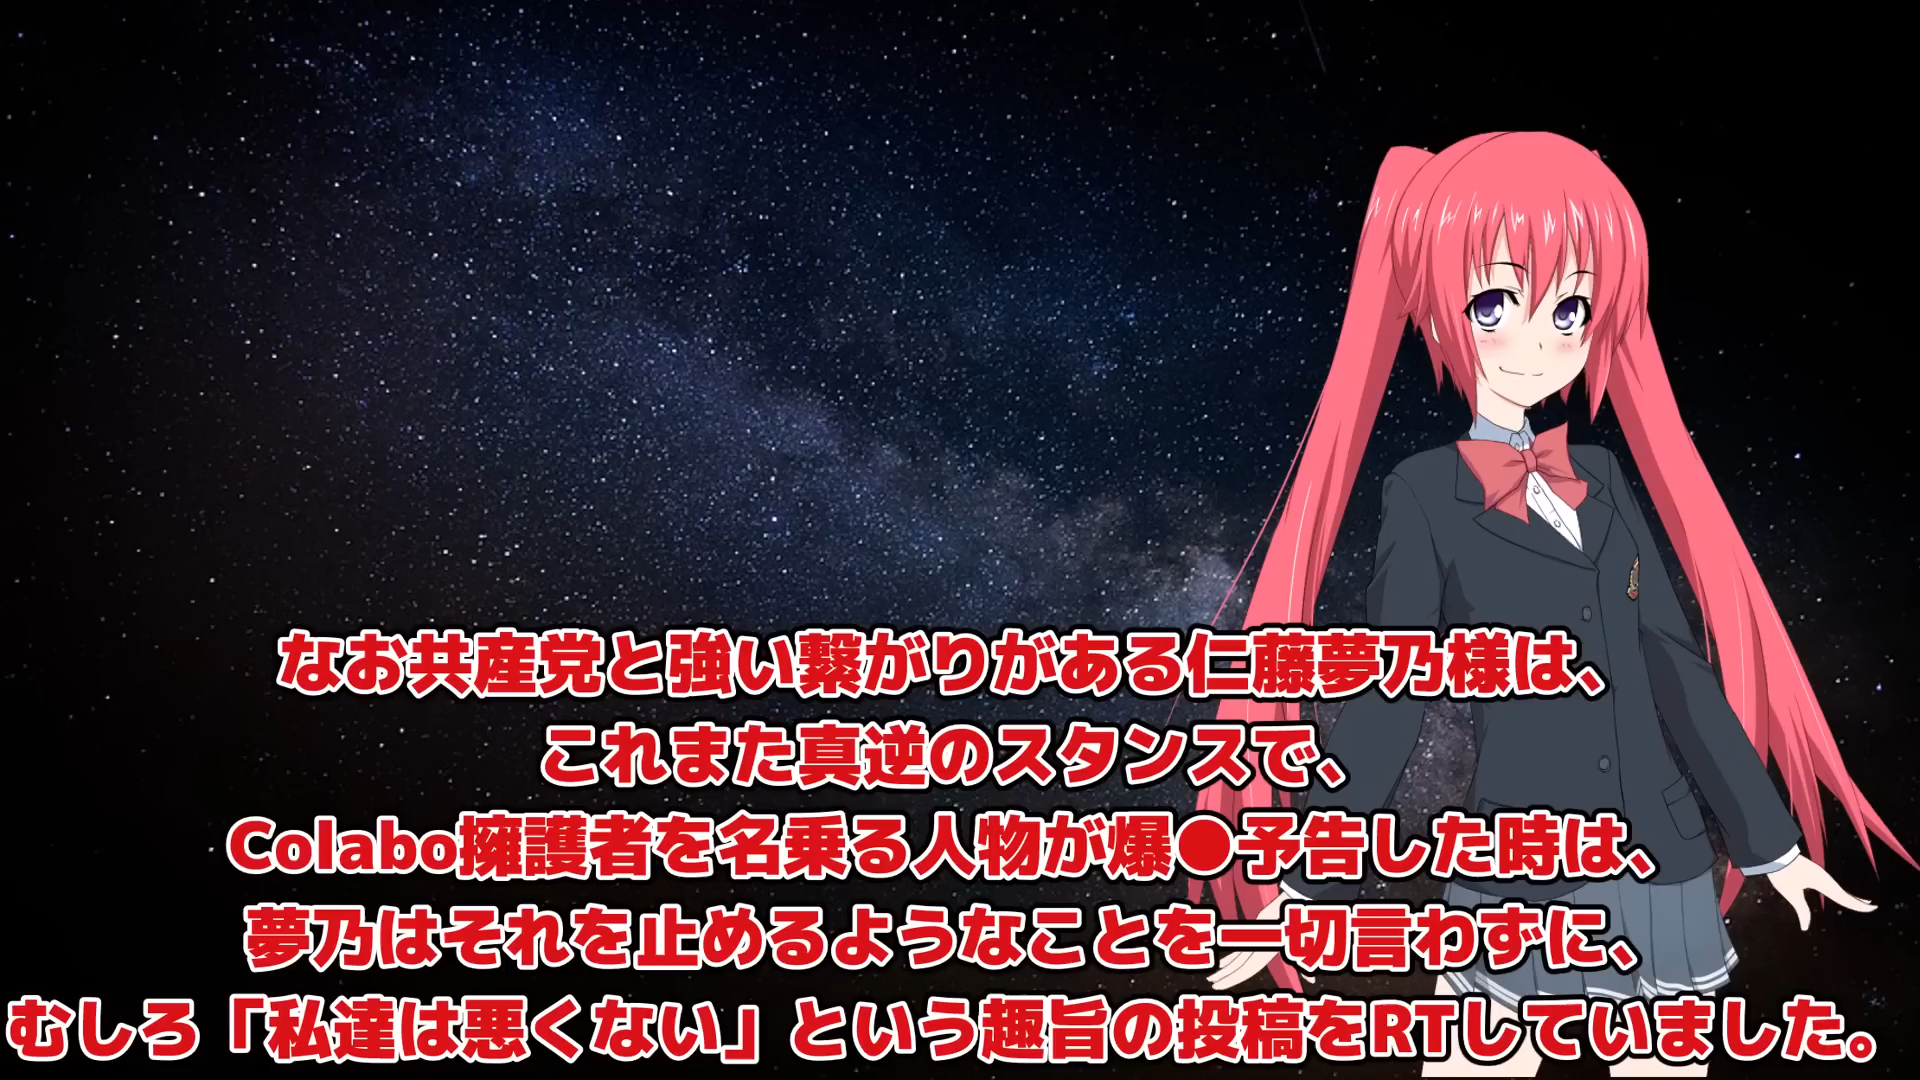 なお共産党と強い繋がりがある仁藤夢乃様は、
これまた真逆のスタンスで、
Colabo擁護者を名乗る人物が爆●予告した時は、
夢乃はそれを止めるようなことを一切言わずに、
むしろ「私達は悪くない」という趣旨の投稿をRTしていました。